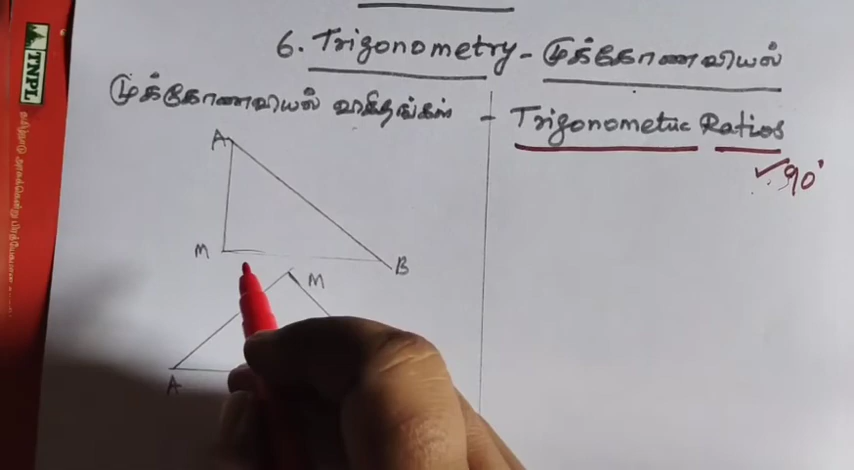 6. Trigonometry - முக்கோணவியல்
முக்கோணவியல் வாகிதங்கள் - Trigonometric Ratios
✓90°
A
M
B
M
A
TNPL